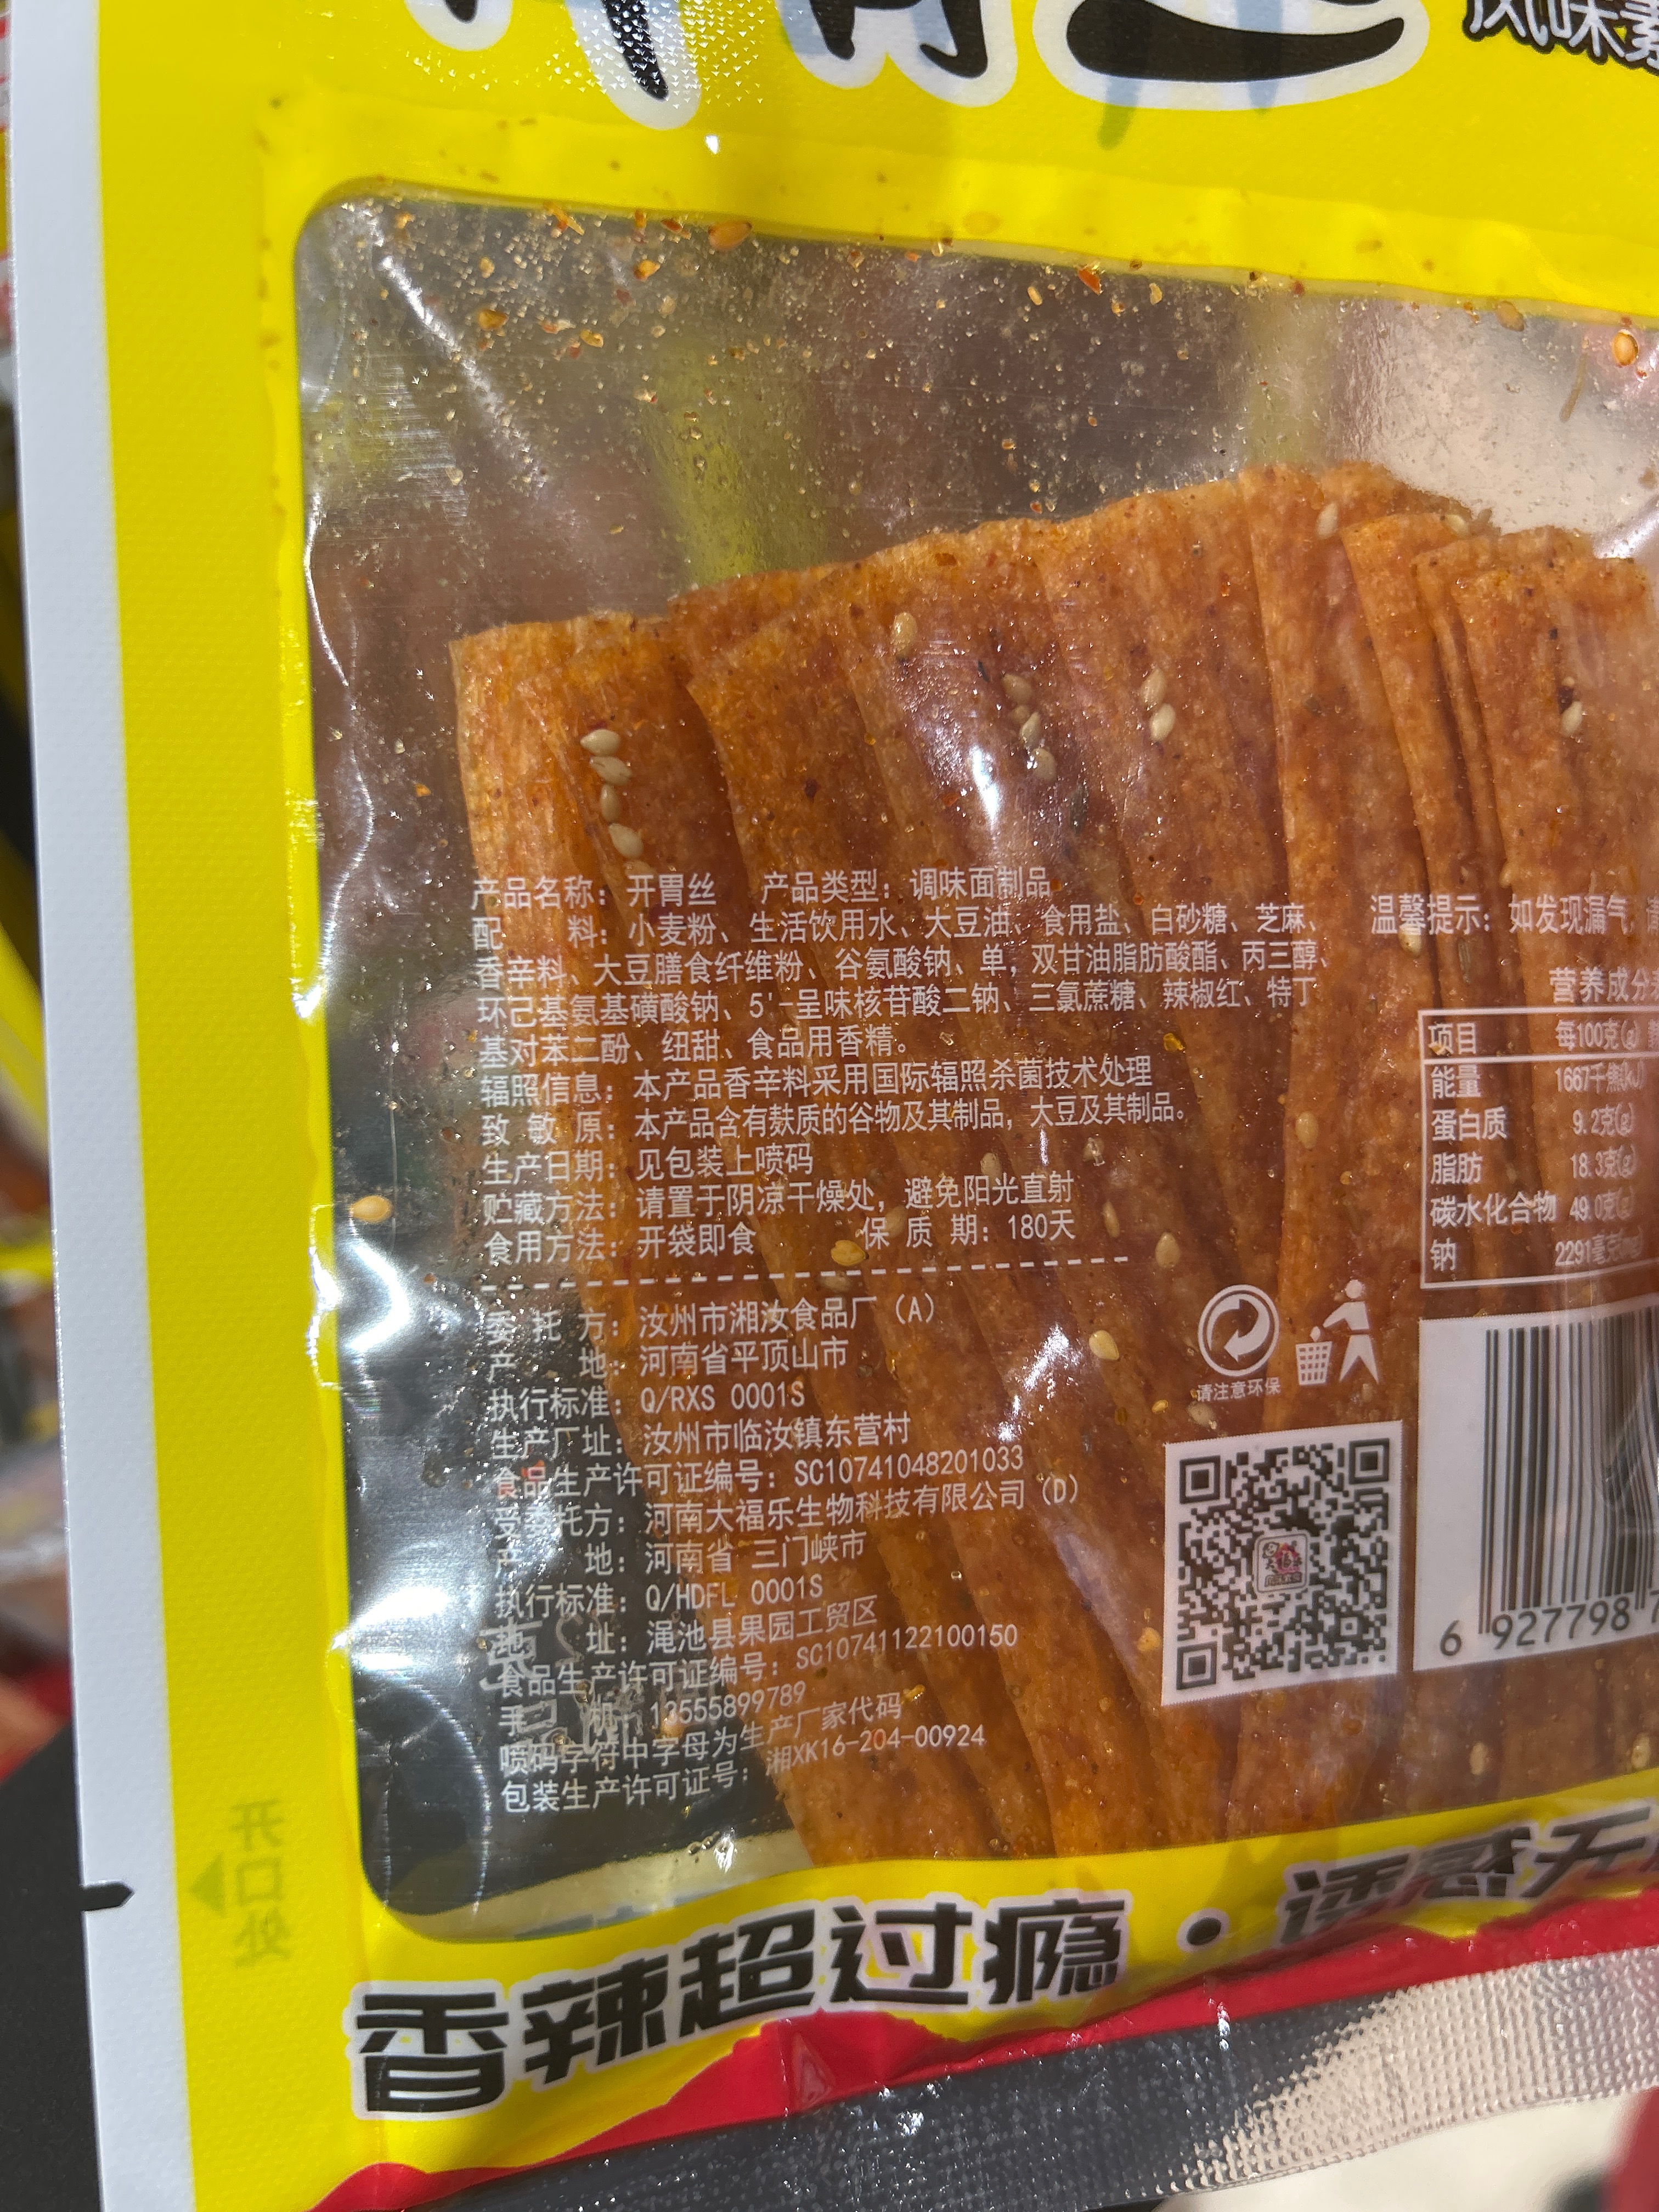 开胃丝
风味素
产品名称：开胃丝 产品类型：调味面制品
配 料：小麦粉、生活饮用水、大豆油、食用盐、白砂糖、芝麻、
香辛料、大豆膳食纤维粉、谷氨酸钠、单，双甘油脂肪酸酯、丙三醇、
环己基氨基磺酸钠、5'-呈味核苷酸二钠、三氯蔗糖、辣椒红、特丁
基对苯二酚、纽甜、食品用香精。
辐照信息：本产品香辛料采用国际辐照杀菌技术处理
致 敏 原：本产品含有麸质的谷物及其制品，大豆及其制品。
生产日期：见包装上喷码
贮藏方法：请置于阴凉干燥处，避免阳光直射
食用方法：开袋即食 保 质 期：180天
委 托 方：汝州市湘汝食品厂（A）
产 地：河南省平顶山市
执行标准：Q/RXS 0001S
生产厂址：汝州市临汝镇东营村
食品生产许可证编号：SC10741048201033
受委托方：河南大福乐生物科技有限公司（D）
产 地：河南省 三门峡市
执行标准：Q/HDFL 0001S
地 址：渑池县果园工贸区
食品生产许可证编号：SC10741122100150
手 机：13555899789
喷码字符中字母为生产厂家代码
包装生产许可证号：湘XK16-204-00924
温馨提示：如发现漏气，
营养成分表
项目 每100克(g)
能量 1667千焦(kJ)
蛋白质 9.2克(g)
脂肪 18.3克(g)
碳水化合物 49.0克(g)
钠 2291毫克(mg)
请注意环保
6 927798
开口处
香辣超过瘾·诱惑无